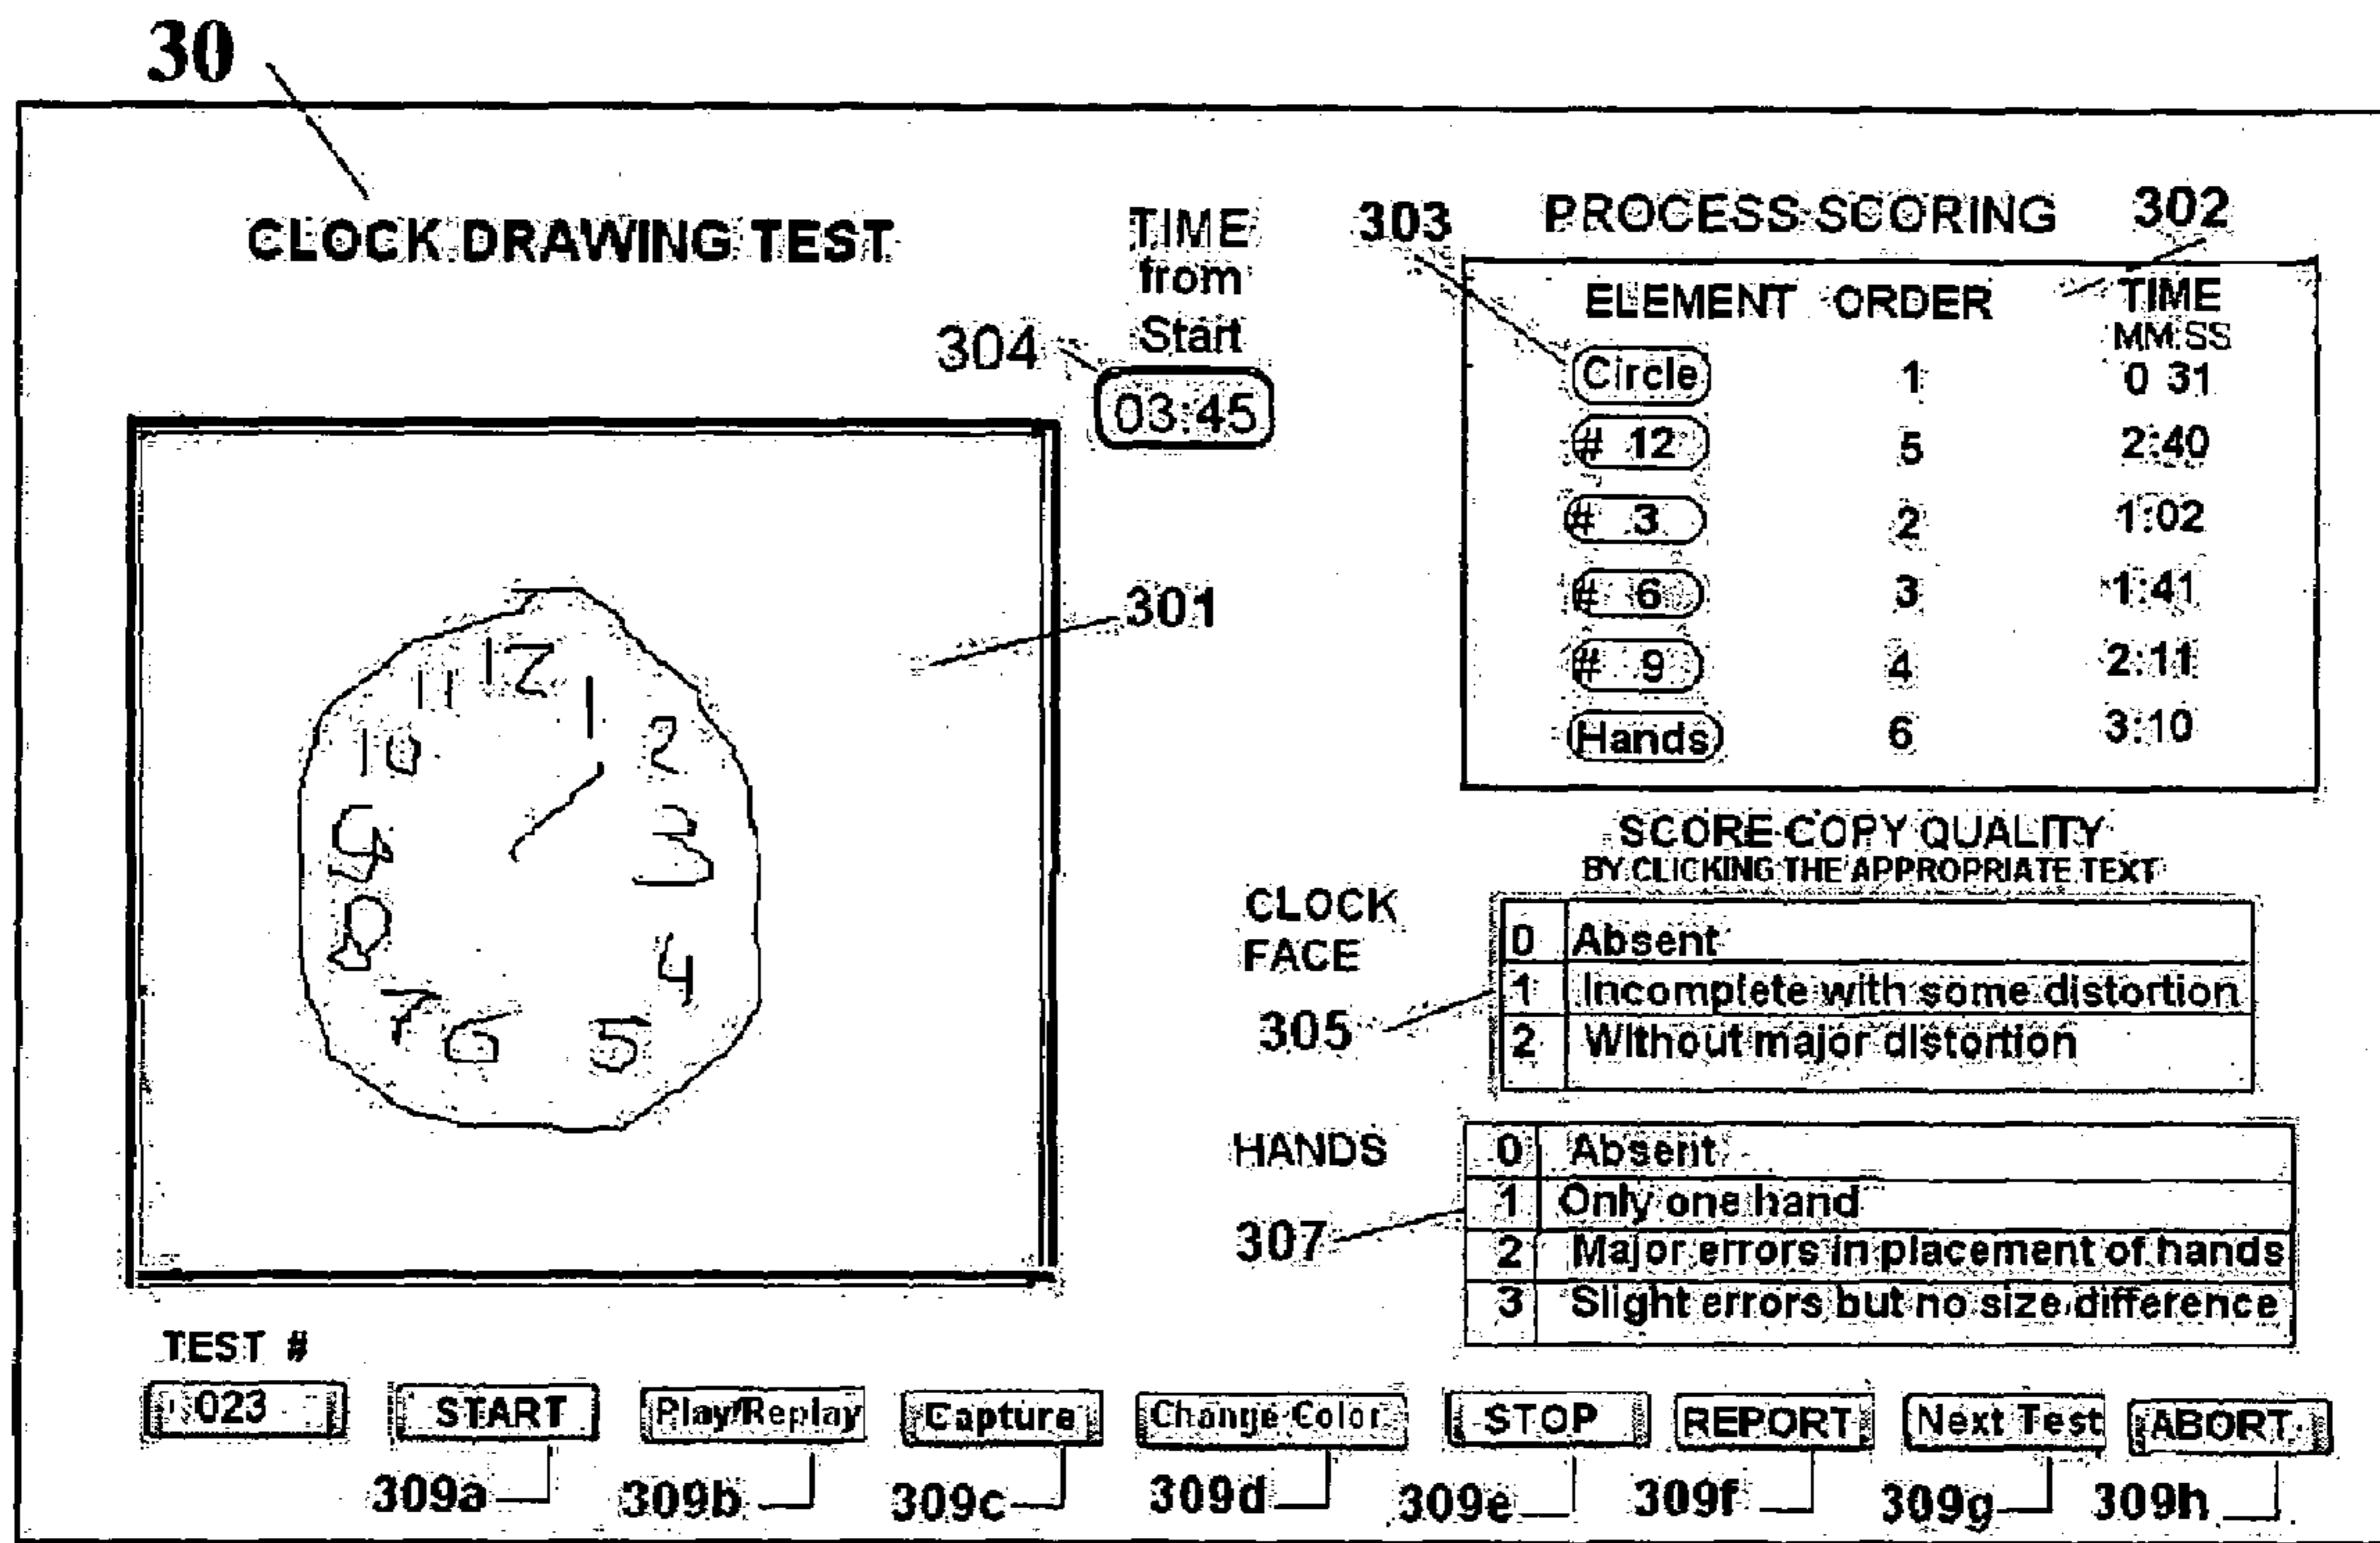 30
CLOCK DRAWING TEST
TIME
from
Start
304
03:45
303
PROCESS SCORING
302
ELEMENT ORDER TIME
MM:SS
Circle 1 0 31
# 12 5 2:40
# 3 2 1:02
# 6 3 1:41
# 9 4 2:11
Hands 6 3:10
301
12
1
2
3
4
5
6
7
8
9
10
11
SCORE COPY QUALITY
BY CLICKING THE APPROPRIATE TEXT
CLOCK
FACE
305
0 Absent
1 Incomplete with some distortion
2 Without major distortion
HANDS
307
0 Absent
1 Only one hand
2 Major errors in placement of hands
3 Slight errors but no size difference
TEST #
023 START Play/Replay Capture Change Color STOP REPORT Next Test ABORT
309a 309b 309c 309d 309e 309f 309g 309h